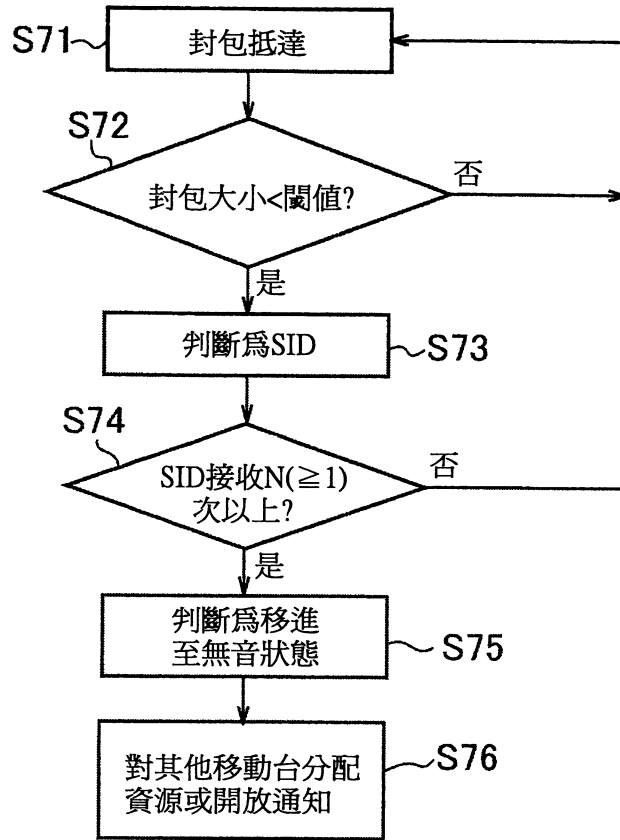 S71
封包抵達
S72
封包大小<閾值?
否
是
判斷爲SID
S73
S74
SID接收N(≧1)
次以上?
否
是
判斷爲移進
至無音狀態
S75
對其他移動台分配
資源或開放通知
S76